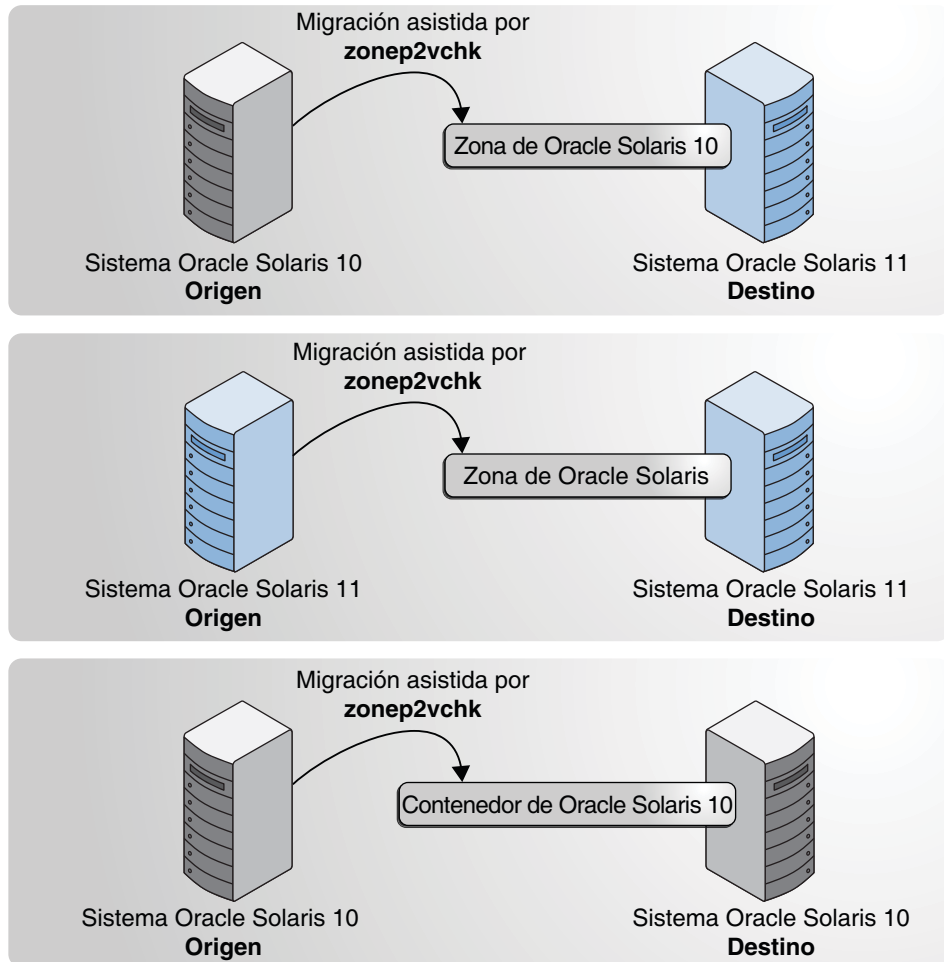 Migración asistida por
zonep2vchk
Zona de Oracle Solaris 10
Sistema Oracle Solaris 10
Origen
Sistema Oracle Solaris 11
Destino
Migración asistida por
zonep2vchk
Zona de Oracle Solaris
Sistema Oracle Solaris 11
Origen
Sistema Oracle Solaris 11
Destino
Migración asistida por
zonep2vchk
Contenedor de Oracle Solaris 10
Sistema Oracle Solaris 10
Origen
Sistema Oracle Solaris 10
Destino